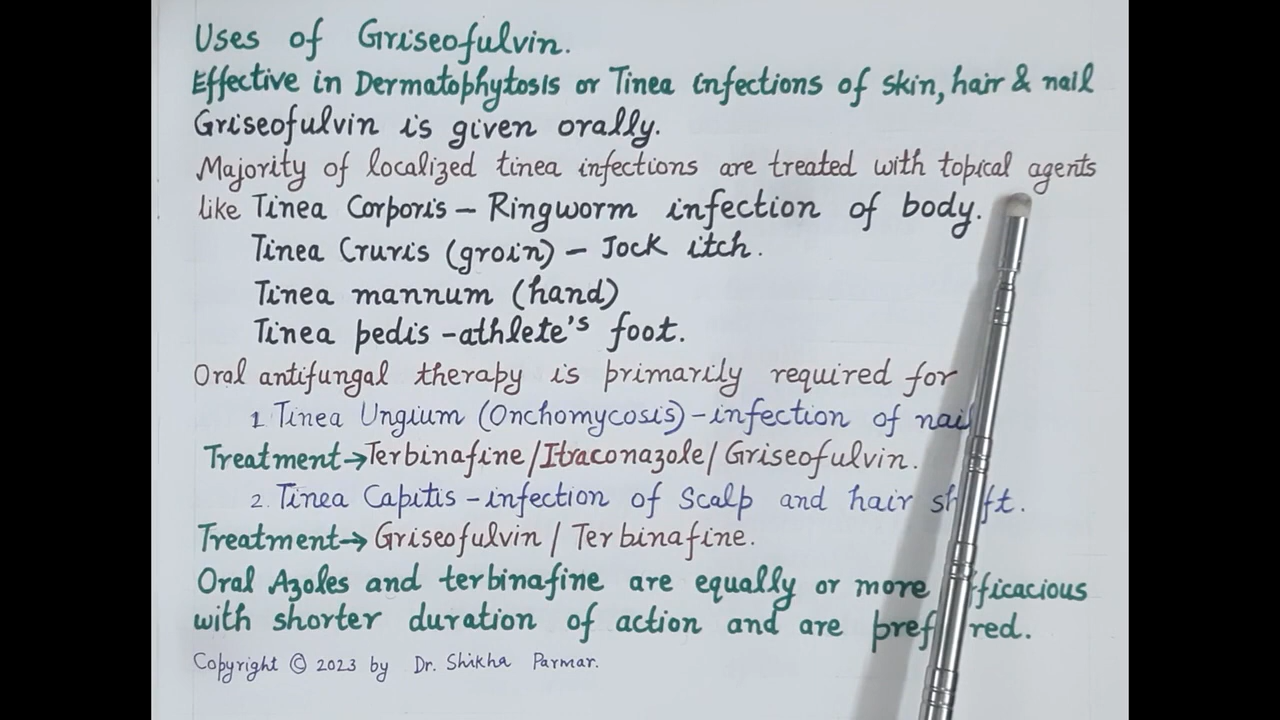 Uses of Griseofulvin.
Effective in Dermatophytosis or Tinea infections of skin, hair & nail
Griseofulvin is given orally.
Majority of localized tinea infections are treated with topical agents
like Tinea Corporis – Ringworm infection of body.
Tinea Cruris (groin) – Jock itch.
Tinea mannum (hand)
Tinea pedis – athlete's foot.
Oral antifungal therapy is primarily required for
1. Tinea Ungium (Onchomycosis) – infection of nail
Treatment → Terbinafine / Itraconazole / Griseofulvin.
2. Tinea Capitis – infection of Scalp and hair shaft.
Treatment → Griseofulvin / Terbinafine.
Oral Azoles and terbinafine are equally or more efficacious
with shorter duration of action and are preferred.
Copyright © 2023 by Dr. Shikha Parmar.